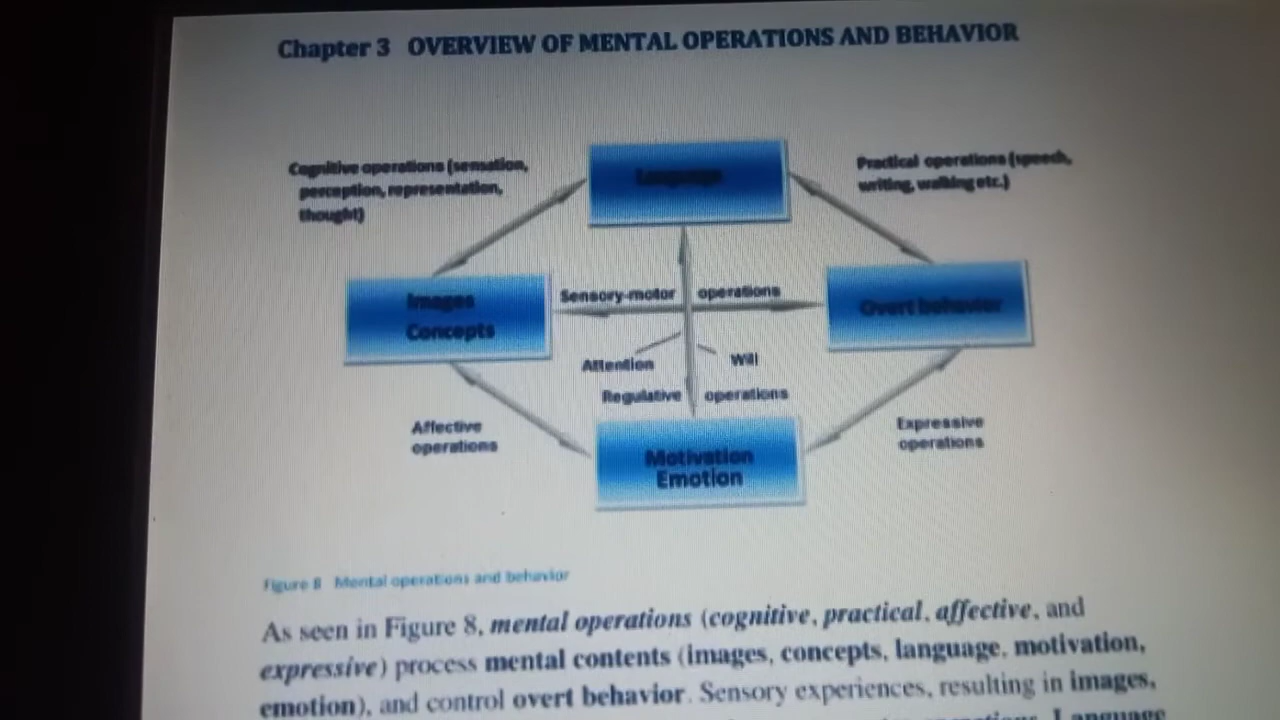 Chapter 3 OVERVIEW OF MENTAL OPERATIONS AND BEHAVIOR
Cognitive operations (sensation,
perception, representation,
thought)
Language
Practical operations (speech,
writing, walking etc.)
Images
Concepts
Sensory-motor operations
Overt behavior
Attention
Will
Regulative operations
Affective
operations
Motivation
Emotion
Expressive
operations
Figure 8 Mental operations and behavior
As seen in Figure 8, mental operations (cognitive, practical, affective, and
expressive) process mental contents (images, concepts, language, motivation,
emotion), and control overt behavior. Sensory experiences, resulting in images,
operations. Language